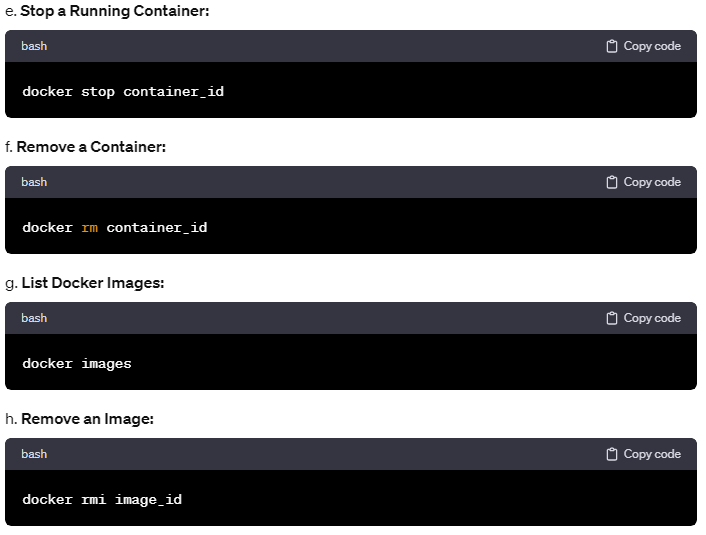 e. Stop a Running Container:
bash Copy code
docker stop container_id
f. Remove a Container:
bash Copy code
docker rm container_id
g. List Docker Images:
bash Copy code
docker images
h. Remove an Image:
bash Copy code
docker rmi image_id